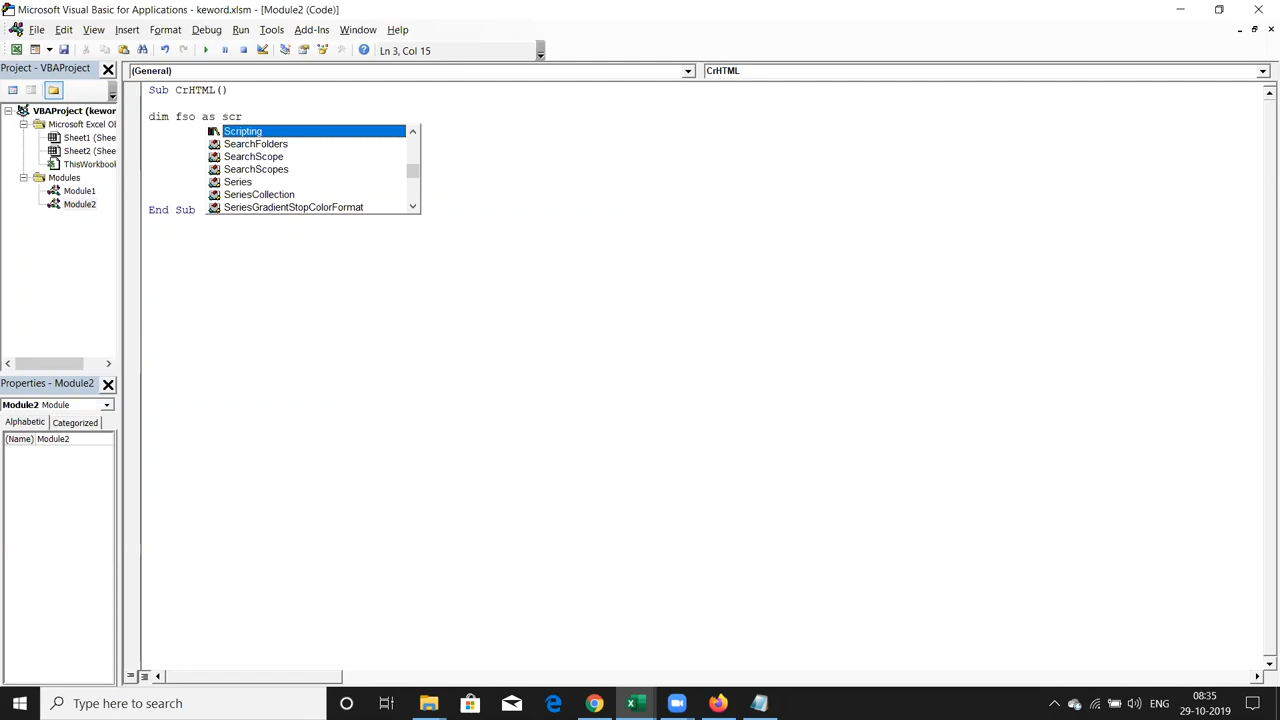 Microsoft Visual Basic for Applications - keword.xlsm - [Module2 (Code)]
File Edit View Insert Format Debug Run Tools Add-Ins Window Help
Ln 3, Col 15
Project - VBAProject
(General)
CrHTML
VBAProject (kewor
Microsoft Excel Ob
Sheet1 (Shee
Sheet2 (Shee
ThisWorkbook
Modules
Module1
Module2
Sub CrHTML()
dim fso as scr
Scripting
SearchFolders
SearchScope
SearchScopes
Series
SeriesCollection
SeriesGradientStopColorFormat
End Sub
Properties - Module2
Module2 Module
Alphabetic Categorized
(Name) Module2
Type here to search
ENG
08:35
29-10-2019